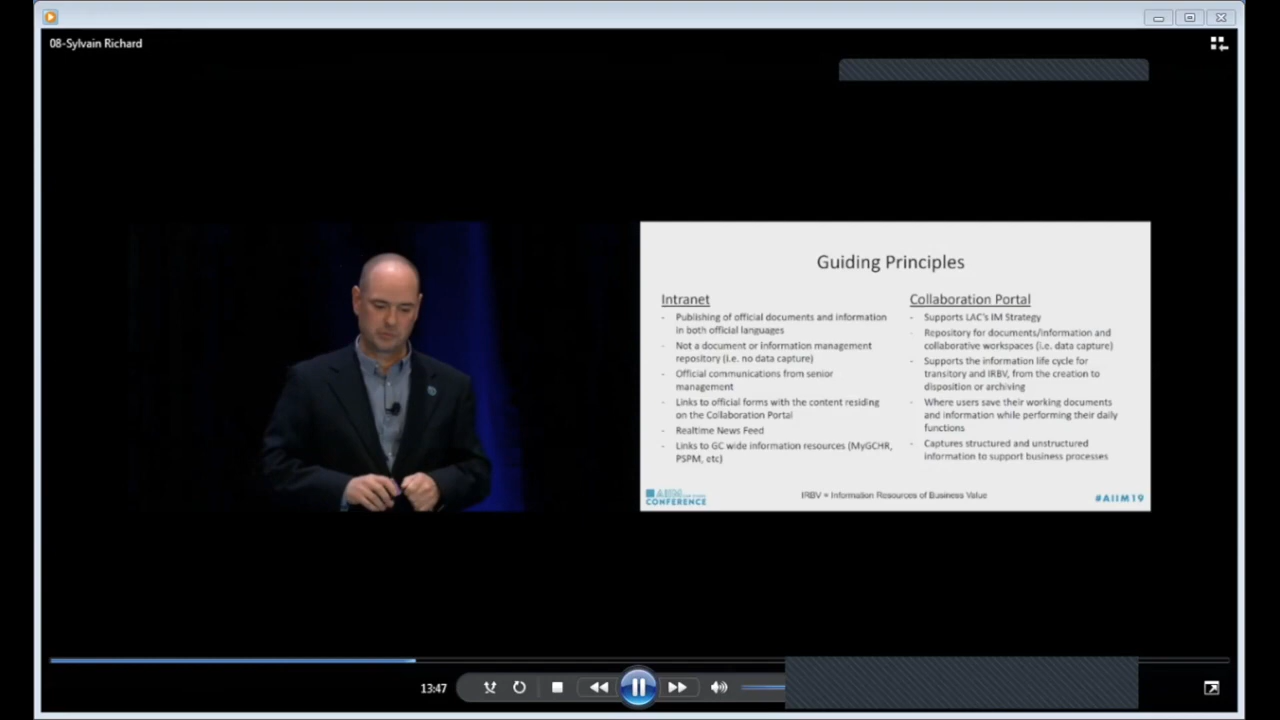 08-Sylvain Richard
Guiding Principles
Intranet
- Publishing of official documents and information
in both official languages
- Not a document or information management
repository (i.e. no data capture)
- Official communications from senior
management
- Links to official forms with the content residing
on the Collaboration Portal
- Realtime News Feed
- Links to GC wide information resources (MyGCHR,
PSPM, etc)
Collaboration Portal
- Supports LAC's IM Strategy
- Repository for documents/information and
collaborative workspaces (i.e. data capture)
- Supports the information life cycle for
transitory and IRBV, from the creation to
disposition or archiving
- Where users save their working documents
and information while performing their daily
functions
- Captures structured and unstructured
information to support business processes
AIIM
CONFERENCE
IRBV = Information Resources of Business Value
#AIIM19
13:47